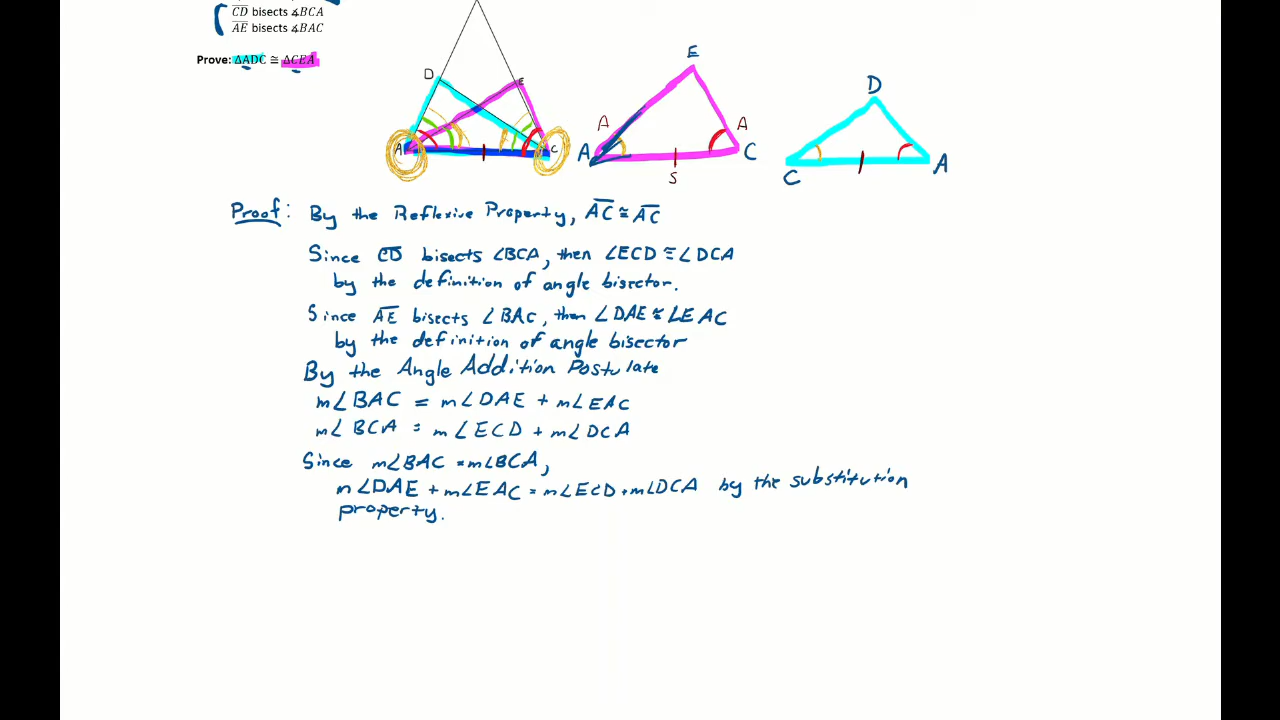 CD bisects ∡BCA
AE bisects ∡BAC
Prove: ΔADC ≅ ΔCEA
D
E
A
C
E
A
A
A
C
S
D
C
A
Proof: By the Reflexive Property, AC ≅ AC
Since CD bisects ∠BCA, then ∠ECD ≅ ∠DCA
by the definition of angle bisector.
Since AE bisects ∠BAC, then ∠DAE ≅ ∠EAC
by the definition of angle bisector
By the Angle Addition Postulate
m∠BAC = m∠DAE + m∠EAC
m∠BCA = m∠ECD + m∠DCA
Since m∠BAC = m∠BCA,
m∠DAE + m∠EAC = m∠ECD + m∠DCA by the substitution
property.